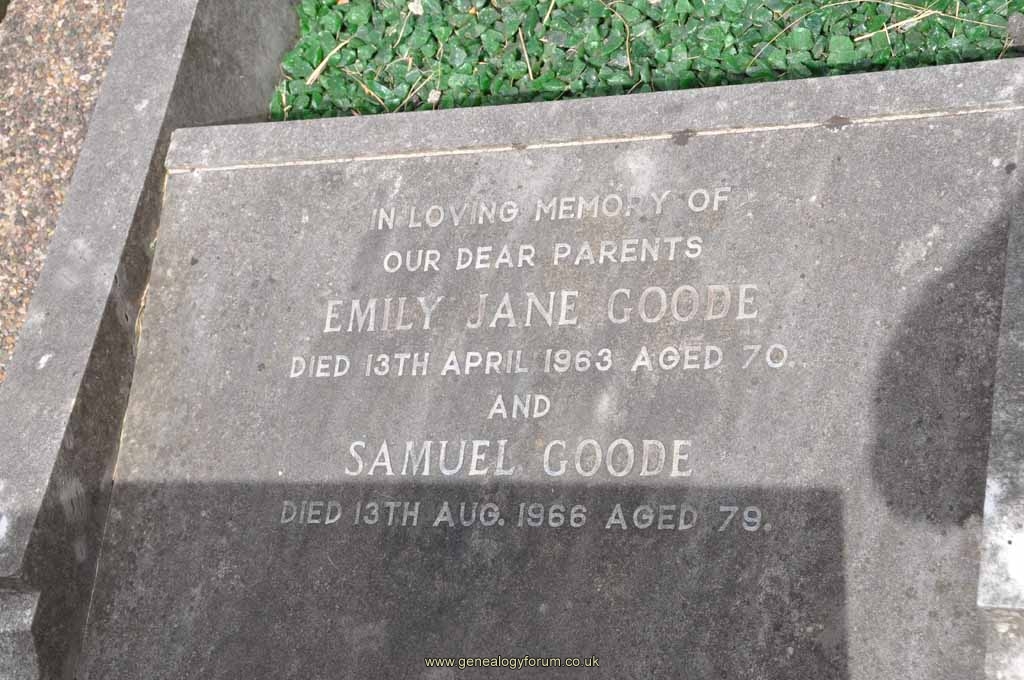 IN LOVING MEMORY OF
OUR DEAR PARENTS
EMILY JANE GOODE
DIED 13TH APRIL 1963 AGED 70.
AND
SAMUEL GOODE
DIED 13TH AUG. 1966 AGED 79.
www.genealogyforum.co.uk